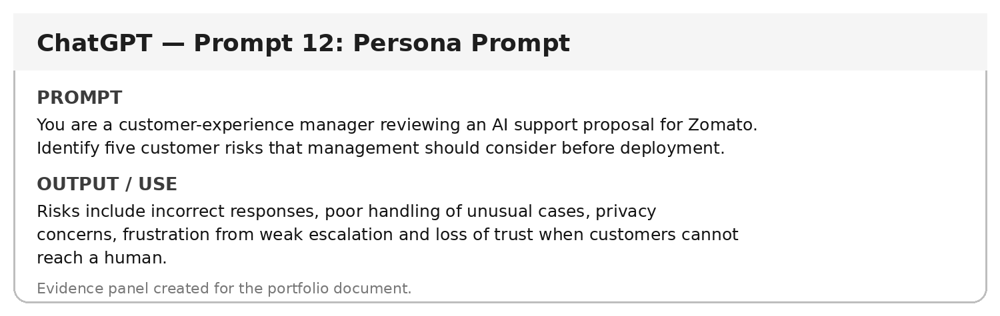 ChatGPT — Prompt 12: Persona Prompt
PROMPT
You are a customer-experience manager reviewing an AI support proposal for Zomato.
Identify five customer risks that management should consider before deployment.
OUTPUT / USE
Risks include incorrect responses, poor handling of unusual cases, privacy
concerns, frustration from weak escalation and loss of trust when customers cannot
reach a human.
Evidence panel created for the portfolio document.